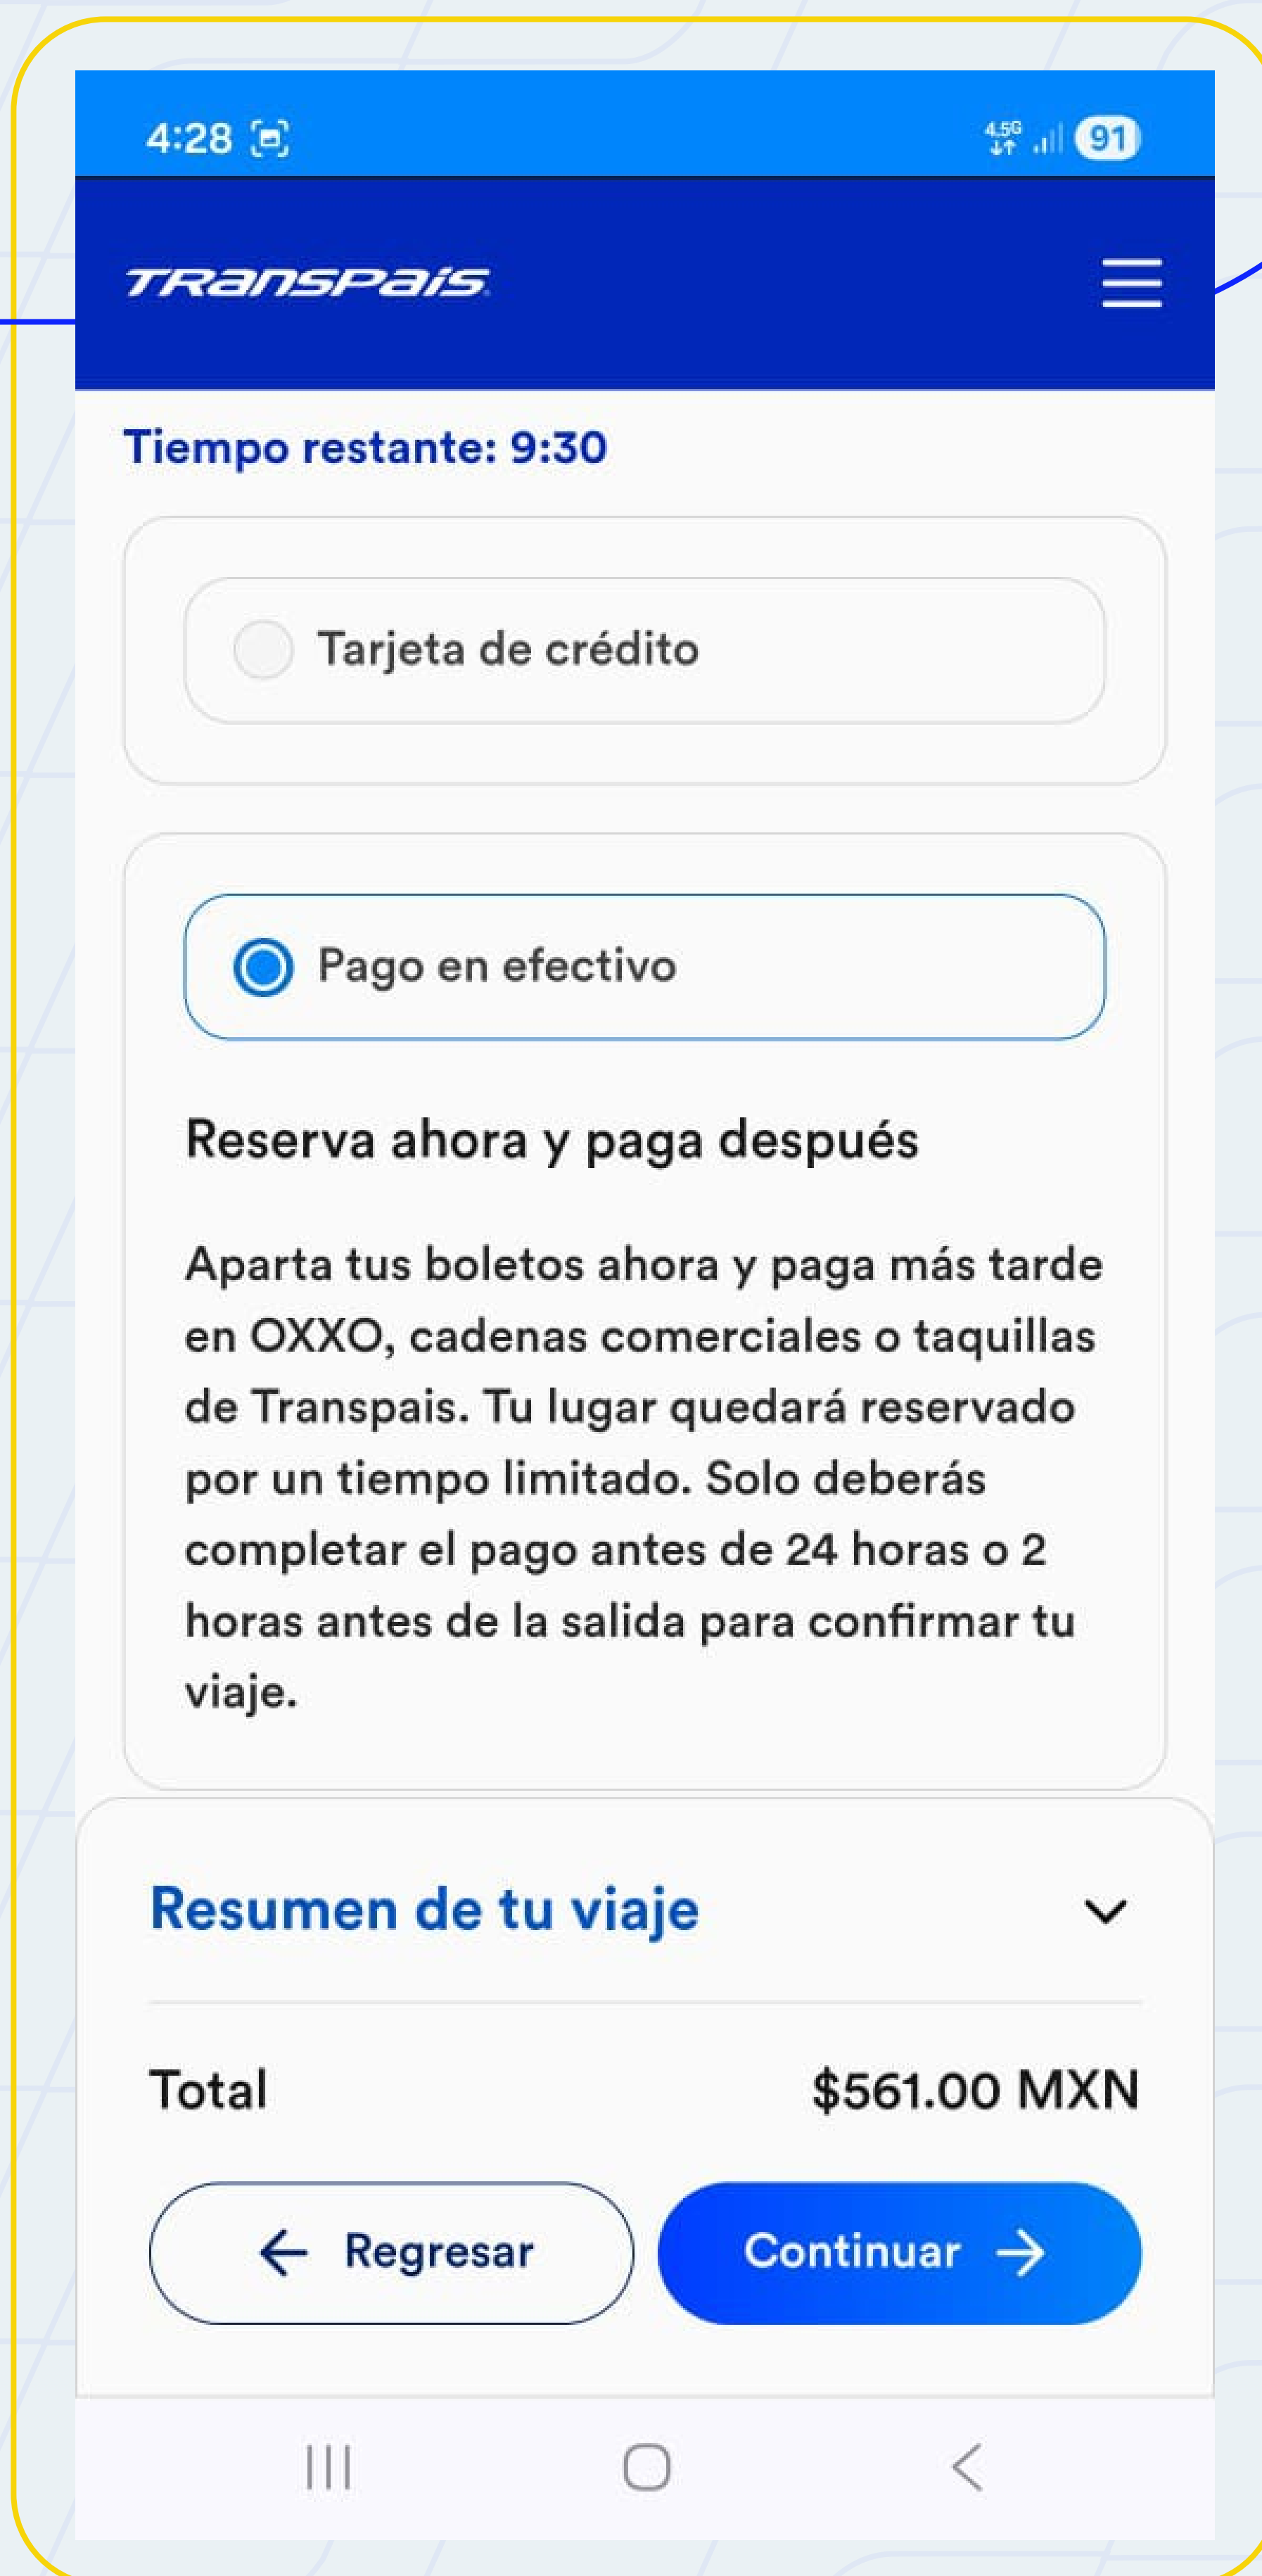 4:28
4.5G
91
TRANSPAIS
Tiempo restante: 9:30
Tarjeta de crédito
Pago en efectivo
Reserva ahora y paga después
Aparta tus boletos ahora y paga más tarde
en OXXO, cadenas comerciales o taquillas
de Transpais. Tu lugar quedará reservado
por un tiempo limitado. Solo deberás
completar el pago antes de 24 horas o 2
horas antes de la salida para confirmar tu
viaje.
Resumen de tu viaje
Total
$561.00 MXN
Regresar
Continuar